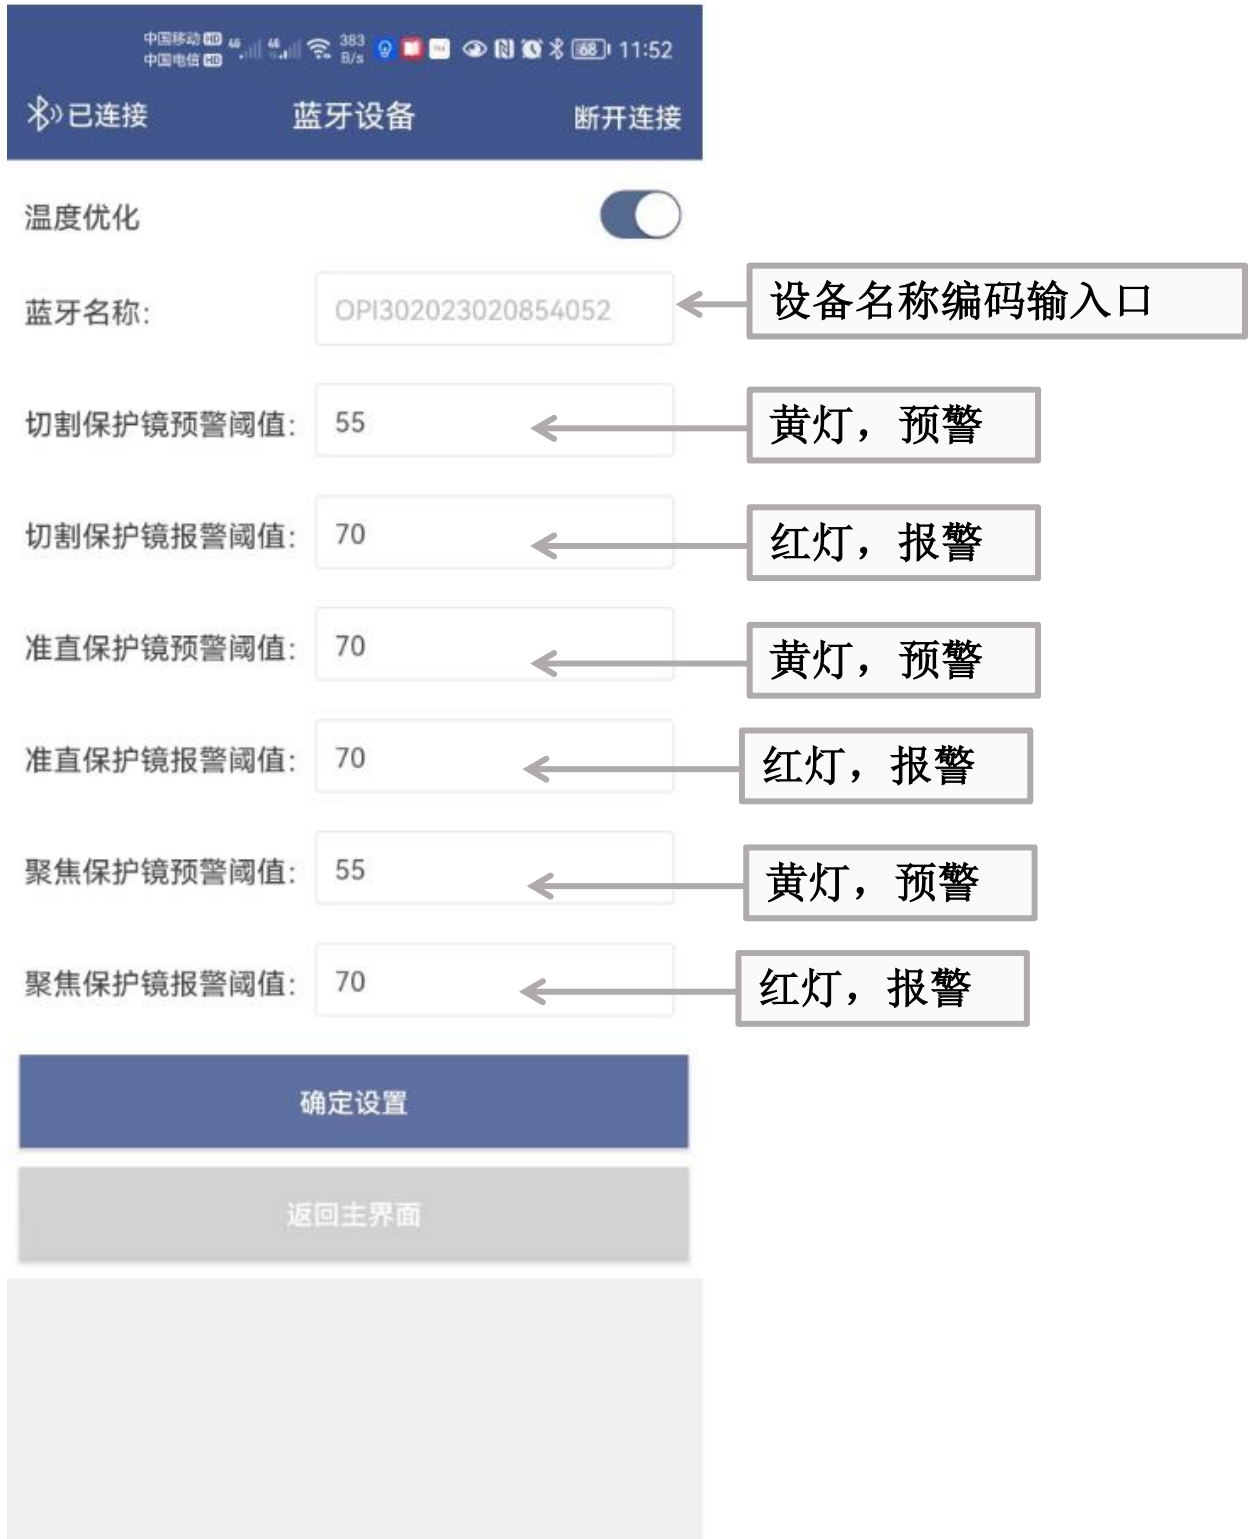 中国移动 HD 4G 4G 383 68 11:52
中国电信 HD B/s
已连接 蓝牙设备 断开连接
温度优化
蓝牙名称: OPI302023020854052 设备名称编码输入口
切割保护镜预警阈值: 55 黄灯，预警
切割保护镜报警阈值: 70 红灯，报警
准直保护镜预警阈值: 70 黄灯，预警
准直保护镜报警阈值: 70 红灯，报警
聚焦保护镜预警阈值: 55 黄灯，预警
聚焦保护镜报警阈值: 70 红灯，报警
确定设置
返回主界面